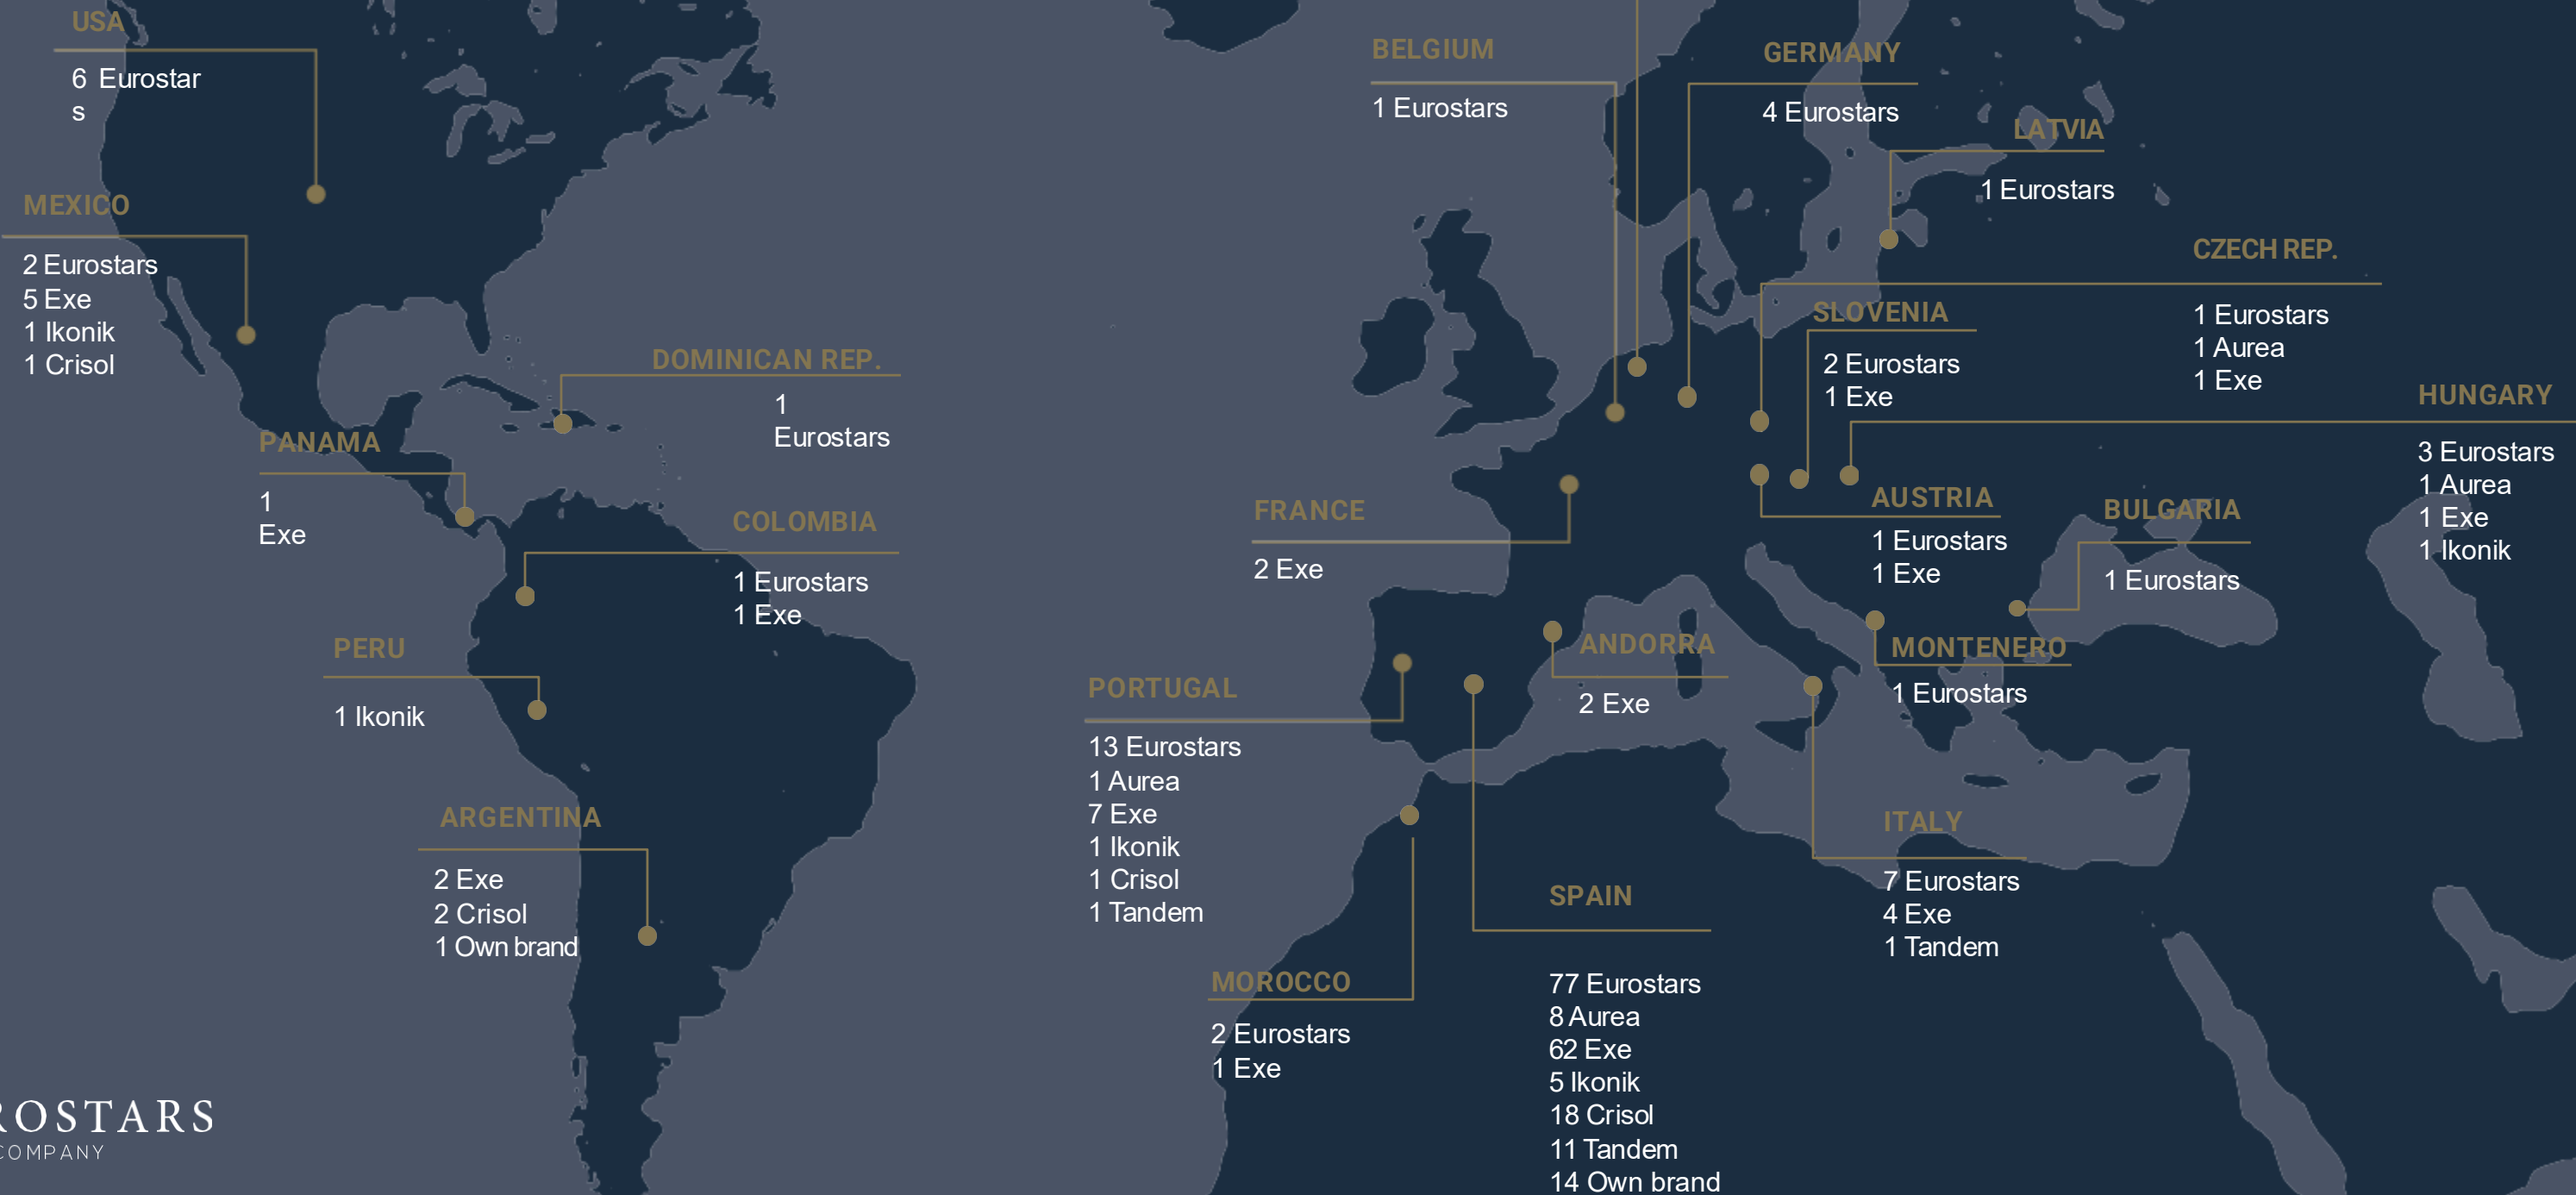 USA
6 Eurostar
s
MEXICO
2 Eurostars
5 Exe
1 Ikonik
1 Crisol
DOMINICAN REP.
1
Eurostars
PANAMA
1
Exe
COLOMBIA
1 Eurostars
1 Exe
PERU
1 Ikonik
ARGENTINA
2 Exe
2 Crisol
1 Own brand
BELGIUM
1 Eurostars
GERMANY
4 Eurostars
LATVIA
1 Eurostars
CZECH REP.
1 Eurostars
1 Aurea
1 Exe
SLOVENIA
2 Eurostars
1 Exe
HUNGARY
3 Eurostars
1 Aurea
1 Exe
1 Ikonik
AUSTRIA
1 Eurostars
1 Exe
BULGARIA
1 Eurostars
FRANCE
2 Exe
ANDORRA
2 Exe
MONTENERO
1 Eurostars
PORTUGAL
13 Eurostars
1 Aurea
7 Exe
1 Ikonik
1 Crisol
1 Tandem
ITALY
7 Eurostars
4 Exe
1 Tandem
SPAIN
77 Eurostars
8 Aurea
62 Exe
5 Ikonik
18 Crisol
11 Tandem
14 Own brand
MOROCCO
2 Eurostars
1 Exe
ROSTARS
COMPANY